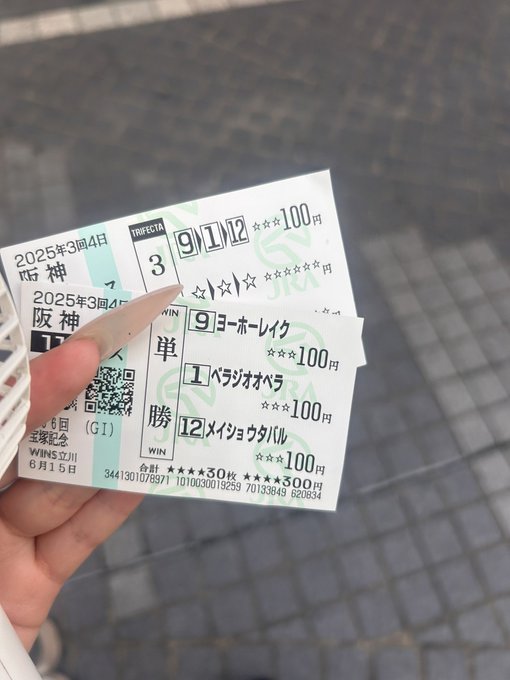 2025年3回4日
阪神
TRIFECTA
3
9 1 12 ☆☆☆100円
☆ ☆ ☆ ☆☆☆☆☆☆円
JRA
2025年3回4日
阪神
11
WIN
単勝
WIN
9 ヨーホーレイク
☆☆☆100円
1 ベラジオオペラ
☆☆☆100円
12 メイショウタバル
☆☆☆100円
6回 (GI)
宝塚記念
WINS立川
6月15日
合計 ★★★★30枚 ★★★★300円
3441301078971 1010030019259 70133849 620834